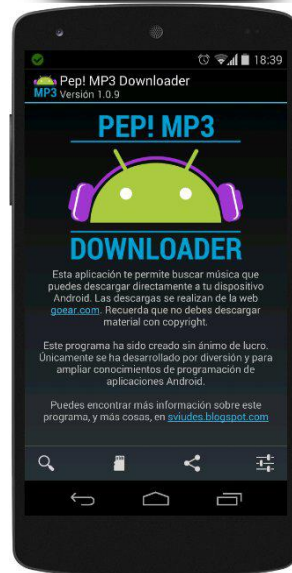 18:39
Pep! MP3 Downloader
MP3 Versión 1.0.9
PEP! MP3
DOWNLOADER
Esta aplicación te permite buscar música que
puedes descargar directamente a tu dispositivo
Android. Las descargas se realizan de la web
goear.com. Recuerda que no debes descargar
material con copyright.
Este programa ha sido creado sin ánimo de lucro.
Únicamente se ha desarrollado por diversión y para
ampliar conocimientos de programación de
aplicaciones Android.
Puedes encontrar más información sobre este
programa, y más cosas, en sviudes.blogspot.com